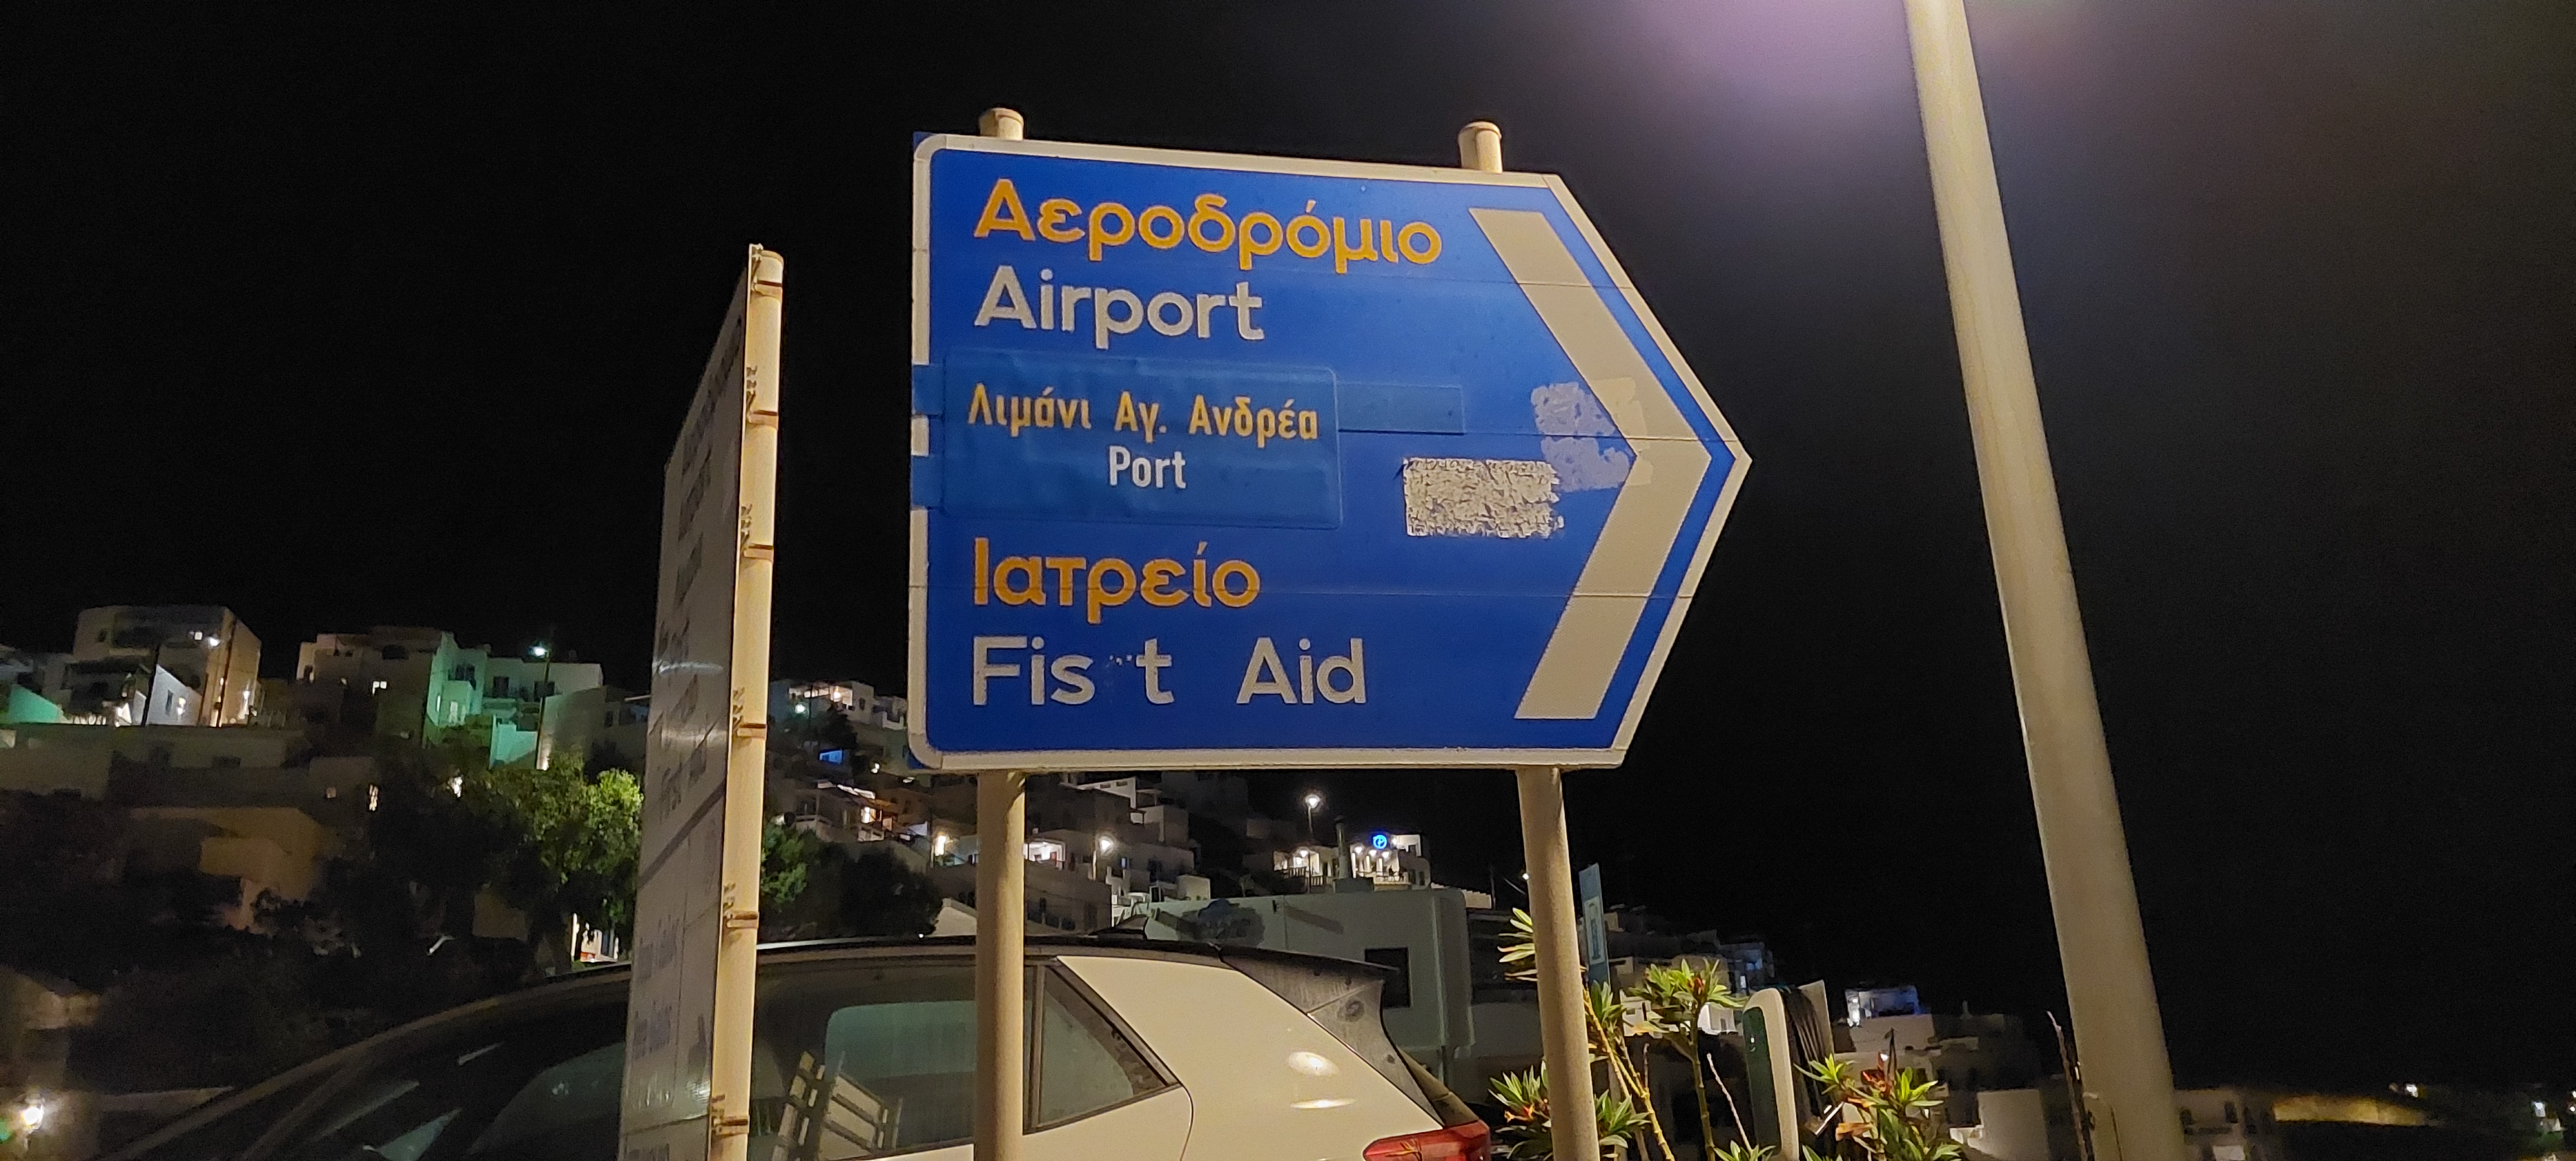 Αεροδρόμιο
Airport
Λιμάνι Αγ. Ανδρέα
Port
Ιατρείο
Fis t Aid